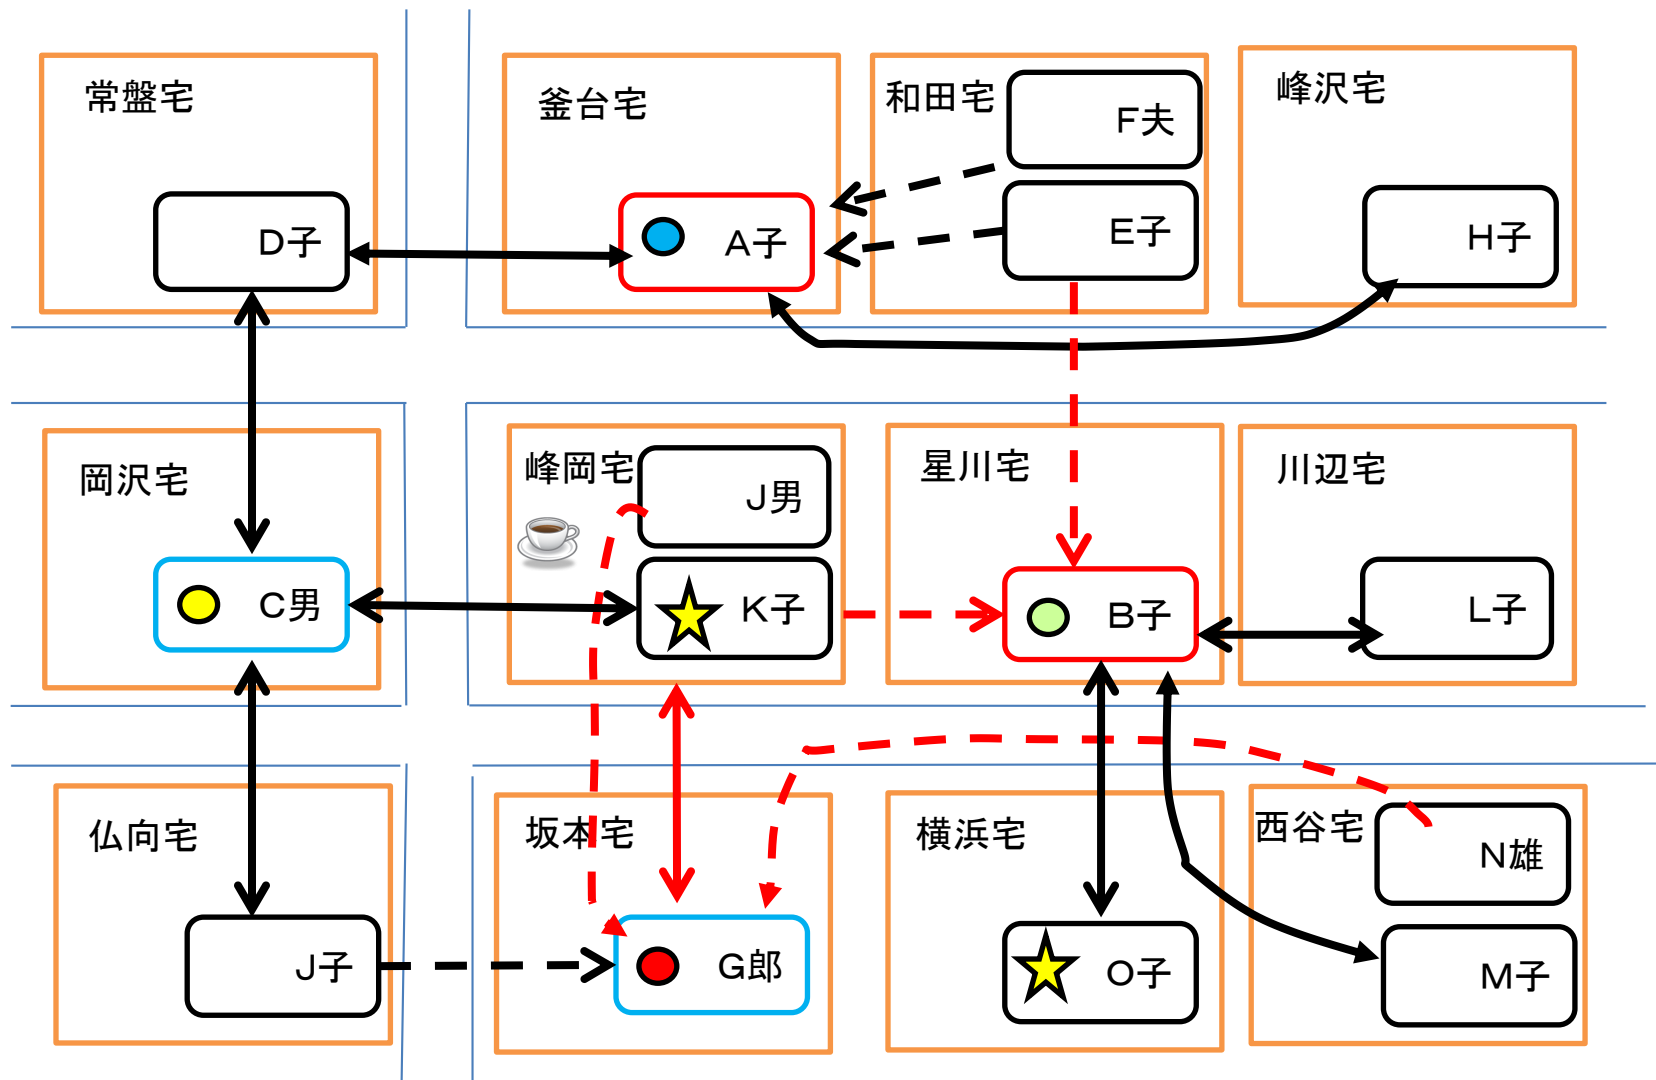 常盤宅
D子
釜台宅
A子
和田宅
F夫
E子
峰沢宅
H子
岡沢宅
C男
峰岡宅
J男
K子
星川宅
B子
川辺宅
L子
仏向宅
J子
坂本宅
G郎
横浜宅
O子
西谷宅
N雄
M子